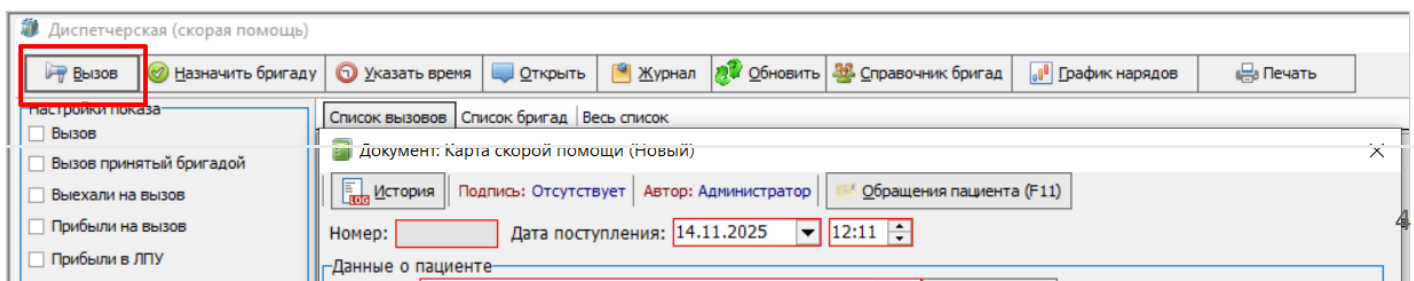 Диспетчерская (скорая помощь)
Вызов Назначить бригаду Указать время Открыть Журнал Обновить Справочник бригад График нарядов Печать
Настройки показа
Список вызовов Список бригад Весь список
Вызов
Документ: Карта скорой помощи (Новый)
Вызов принятый бригадой
LOG История Подпись: Отсутствует Автор: Администратор Обращения пациента (F11)
Выехали на вызов
Прибыли на вызов
Номер: Дата поступления: 14.11.2025 12:11
4
Прибыли в ЛПУ
Данные о пациенте